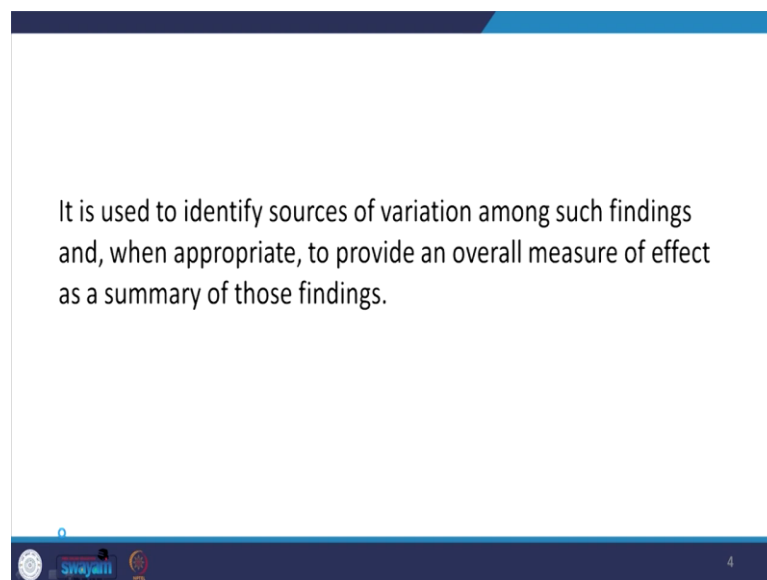 It is used to identify sources of variation among such findings
and, when appropriate, to provide an overall measure of effect
as a summary of those findings.
swayam
4